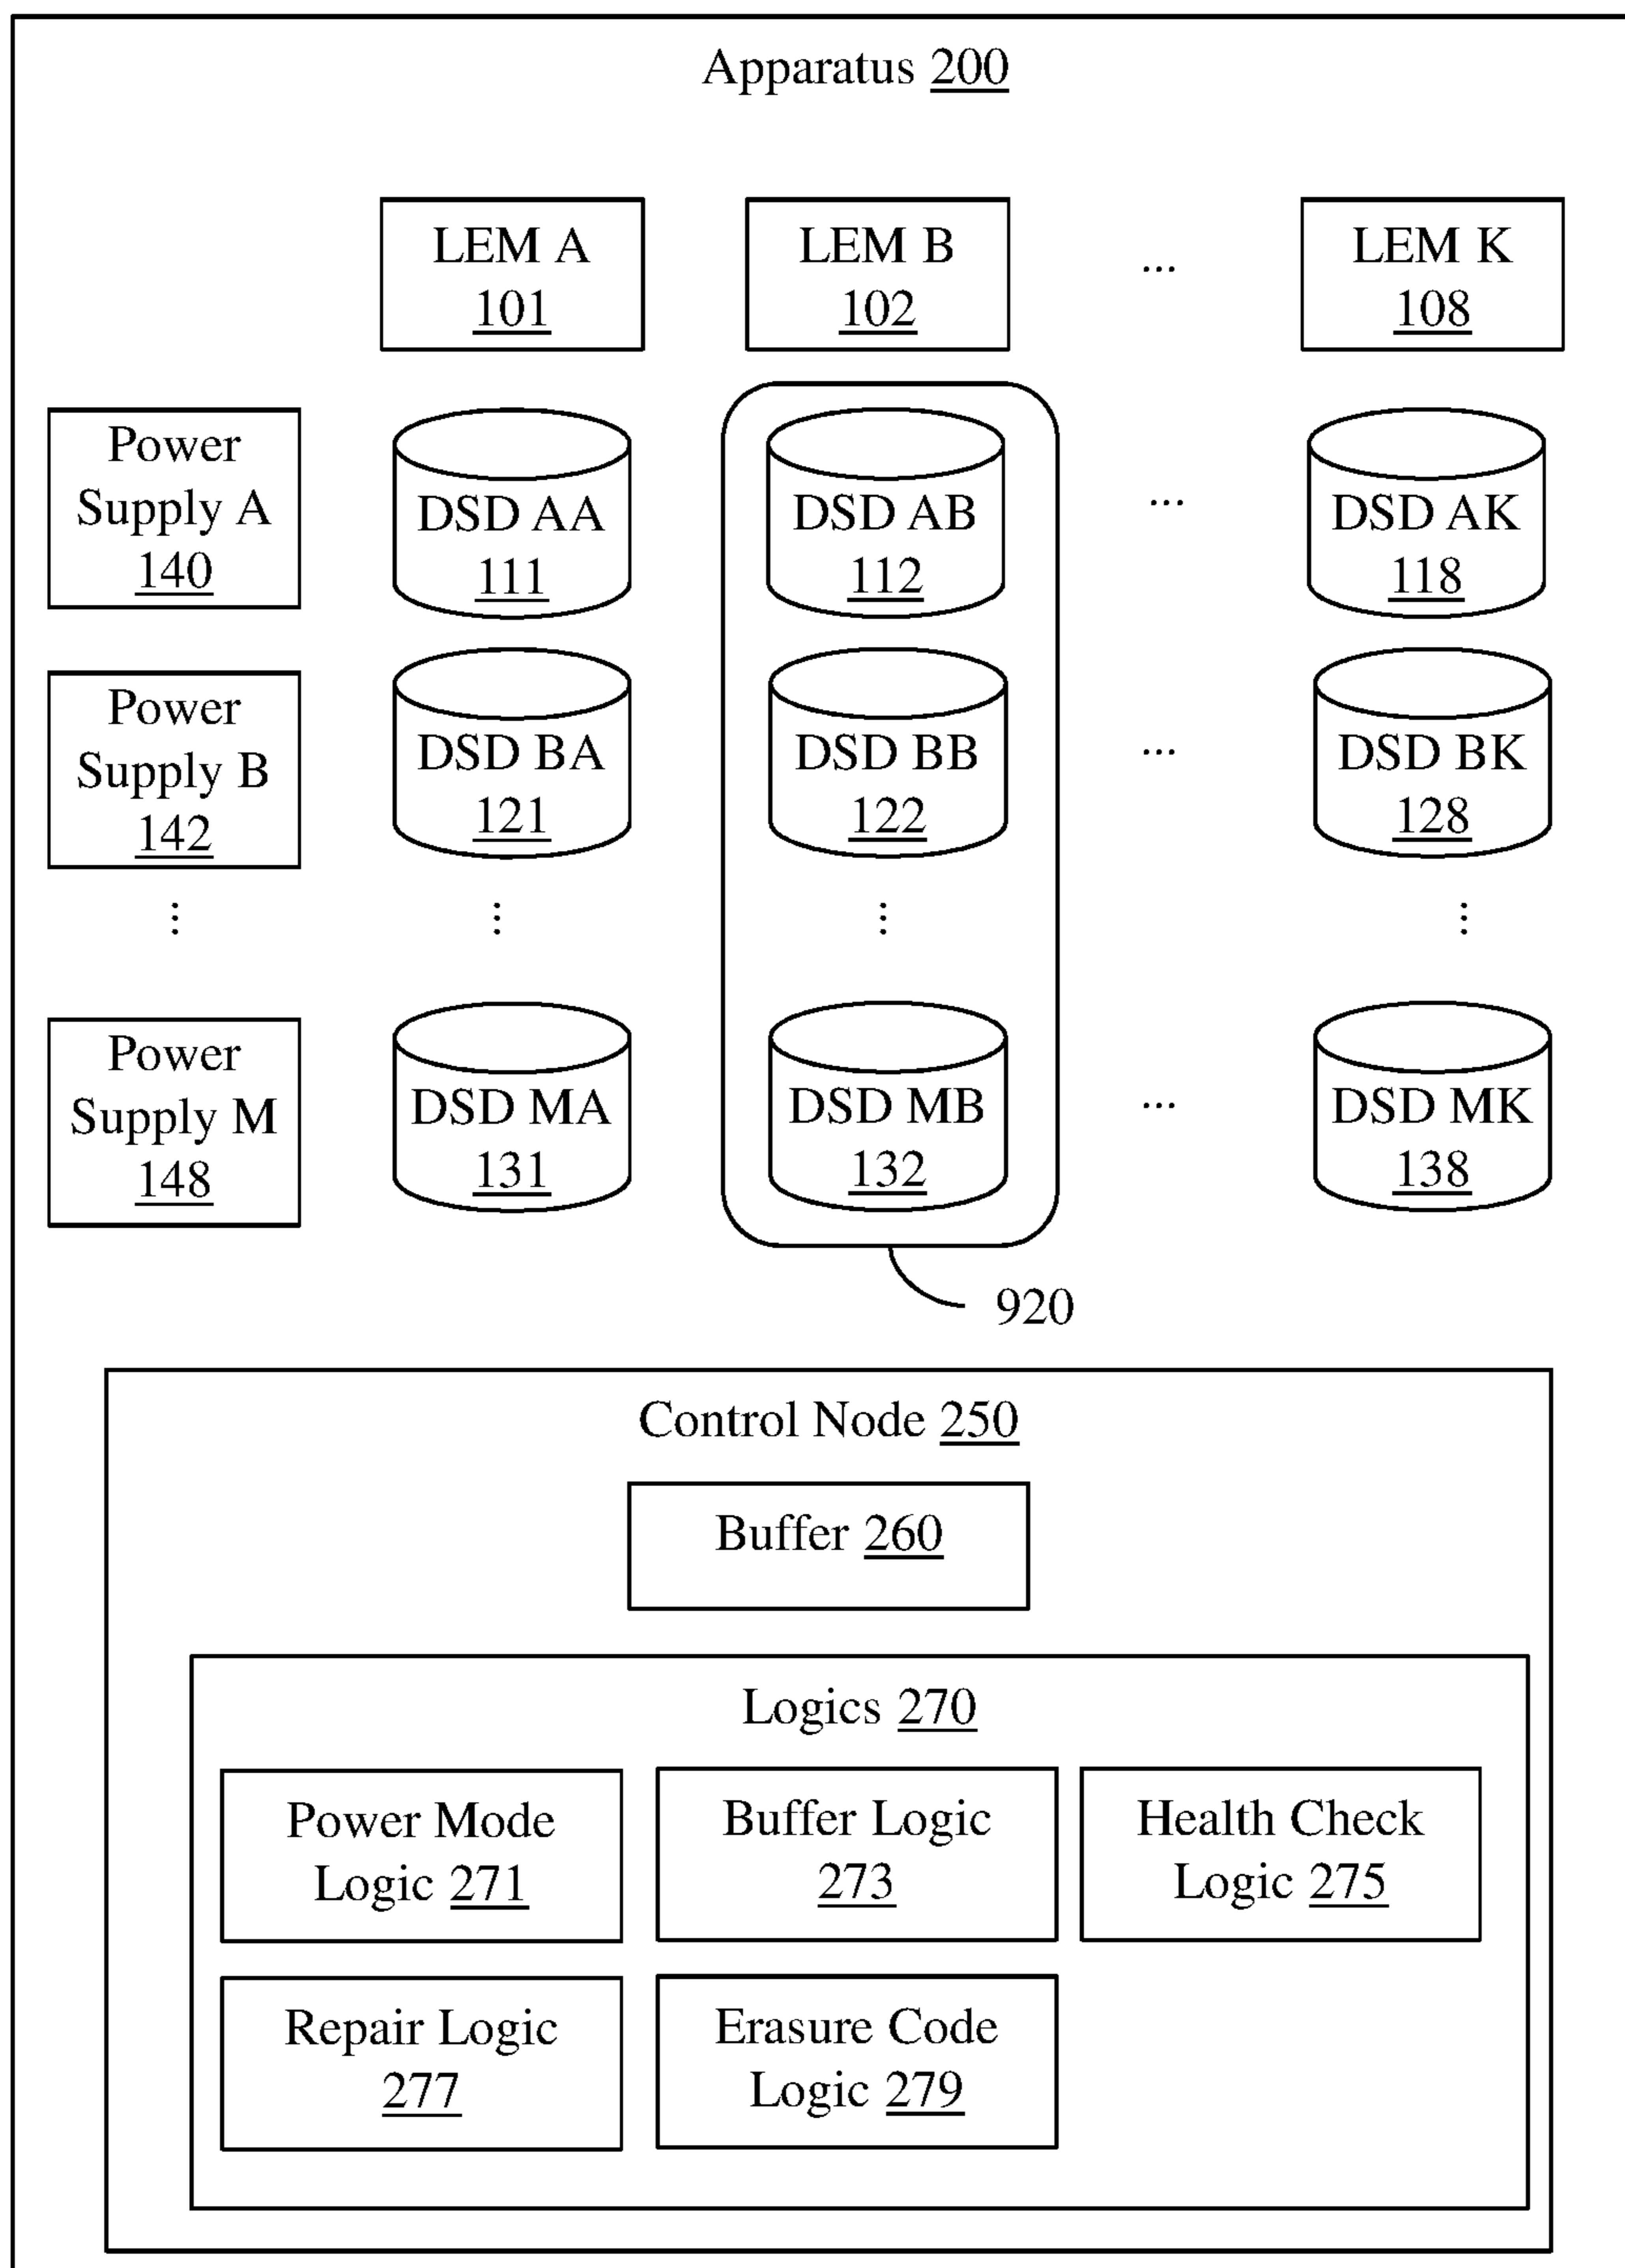 Apparatus 200
LEM A
101
LEM B
102
...
LEM K
108
Power
Supply A
140
DSD AA
111
DSD AB
112
...
DSD AK
118
Power
Supply B
142
DSD BA
121
DSD BB
122
...
DSD BK
128
...
...
...
...
Power
Supply M
148
DSD MA
131
DSD MB
132
...
DSD MK
138
920
Control Node 250
Buffer 260
Logics 270
Power Mode
Logic 271
Buffer Logic
273
Health Check
Logic 275
Repair Logic
277
Erasure Code
Logic 279